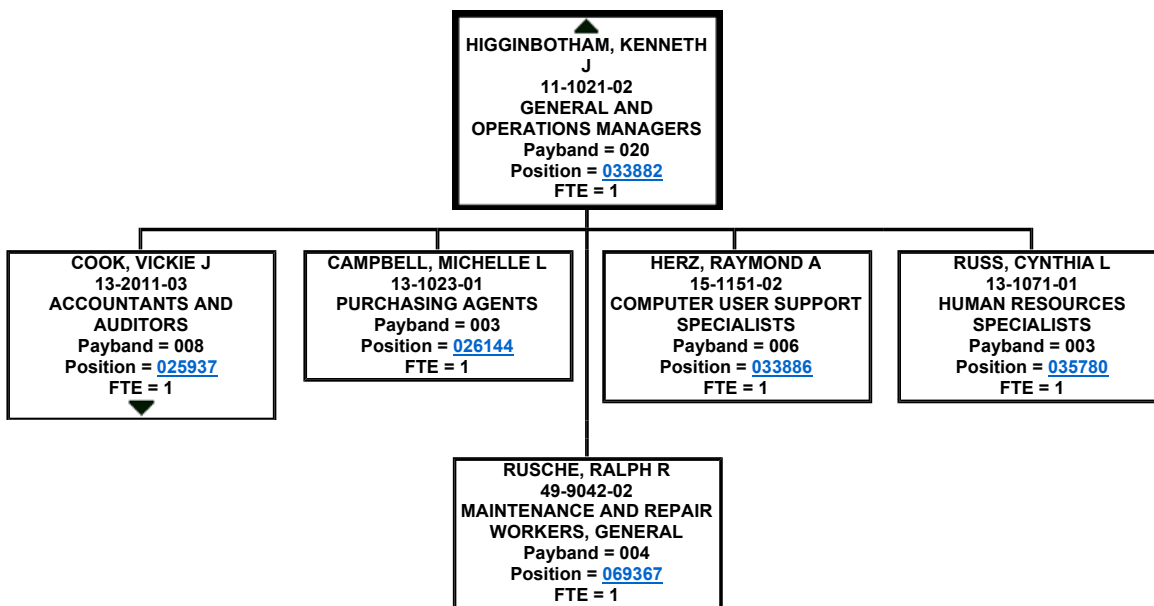 HIGGINBOTHAM, KENNETH
J
11-1021-02
GENERAL AND
OPERATIONS MANAGERS
Payband = 020
Position = 033882
FTE = 1
COOK, VICKIE J
13-2011-03
ACCOUNTANTS AND
AUDITORS
Payband = 008
Position = 025937
FTE = 1
CAMPBELL, MICHELLE L
13-1023-01
PURCHASING AGENTS
Payband = 003
Position = 026144
FTE = 1
HERZ, RAYMOND A
15-1151-02
COMPUTER USER SUPPORT
SPECIALISTS
Payband = 006
Position = 033886
FTE = 1
RUSS, CYNTHIA L
13-1071-01
HUMAN RESOURCES
SPECIALISTS
Payband = 003
Position = 035780
FTE = 1
RUSCHE, RALPH R
49-9042-02
MAINTENANCE AND REPAIR
WORKERS, GENERAL
Payband = 004
Position = 069367
FTE = 1